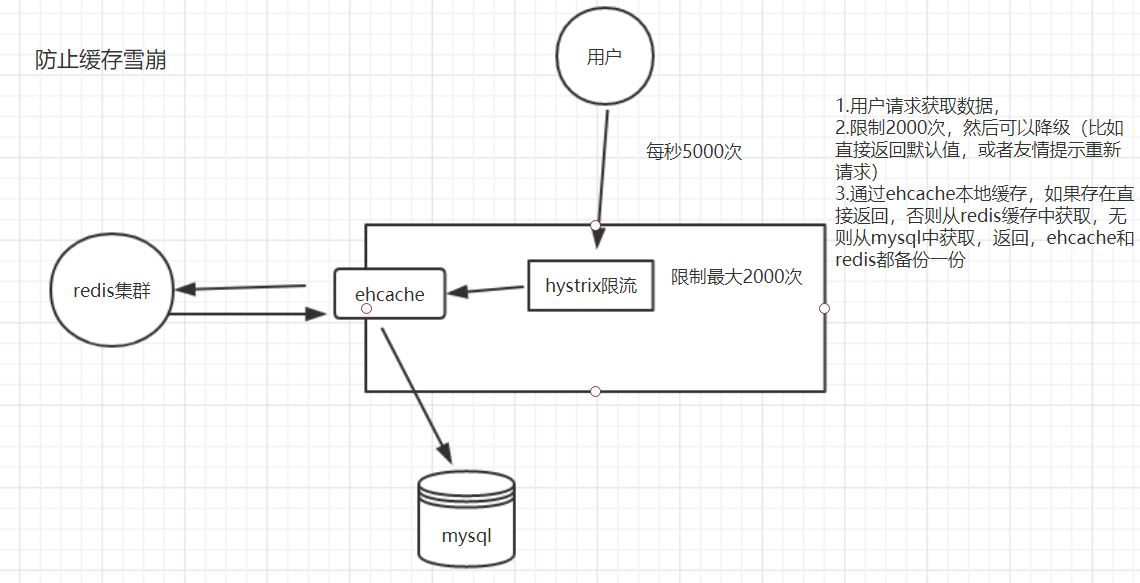 防止缓存雪崩
用户
每秒5000次
1.用户请求获取数据,
2.限制2000次，然后可以降级（比如
直接返回默认值，或者友情提示重新
请求）
3.通过ehcache本地缓存，如果存在直
接返回，否则从redis缓存中获取，无
则从mysql中获取，返回，ehcache和
redis都备份一份
redis集群
ehcache
hystrix限流
限制最大2000次
mysql